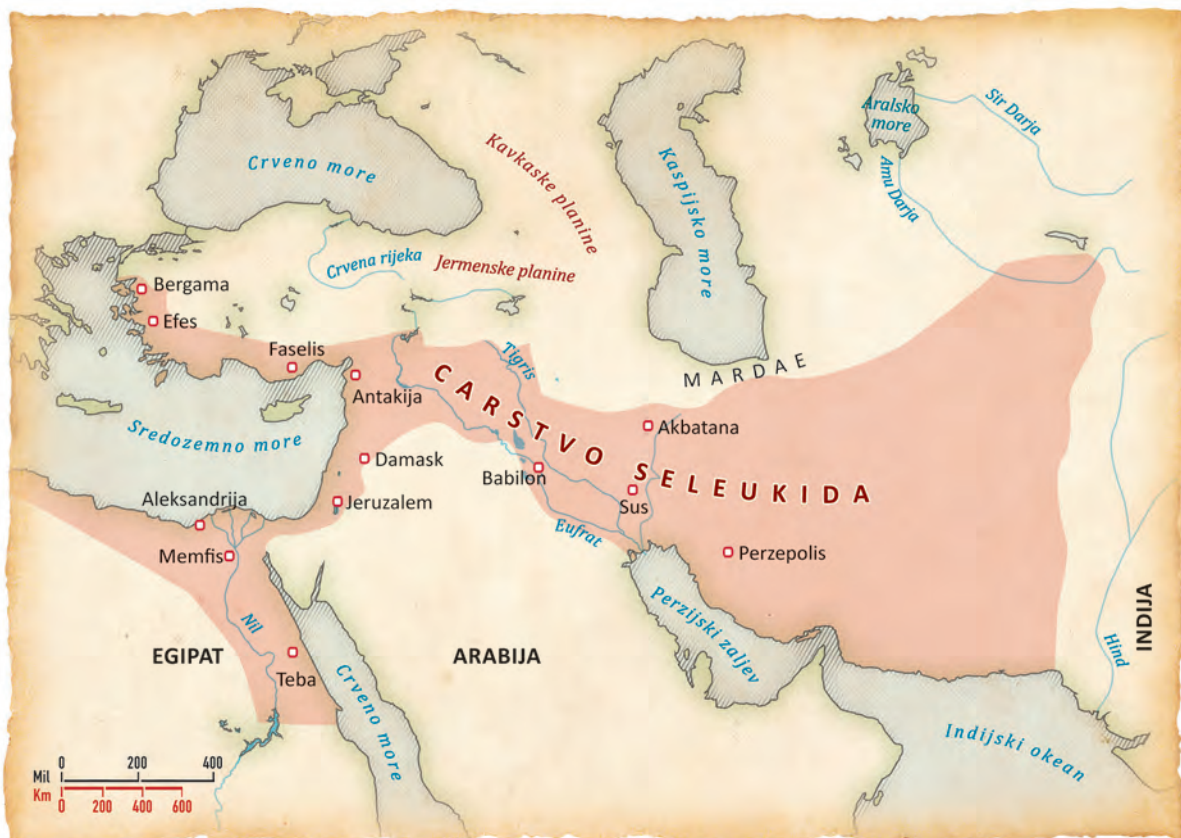 Crveno more
Kavkaske planine
Kaspijsko more
Aralsko
more
Sir Darja
Amu Darja
Crvena rijeka
Jermenske planine
Bergama
Efes
Faselis
Antakija
Tigris
MARDAE
CARSTVO SELEUKIDA
Akbatana
Sredozemno more
Damask
Babilon
Sus
Aleksandrija
Jeruzalem
Eufrat
Memfis
Perzepolis
Perzijski zaljev
Nil
EGIPAT
ARABIJA
INDIJA
Hind
Teba
Crveno more
Indijski okean
Mil 0 200 400
Km 0 200 400 600